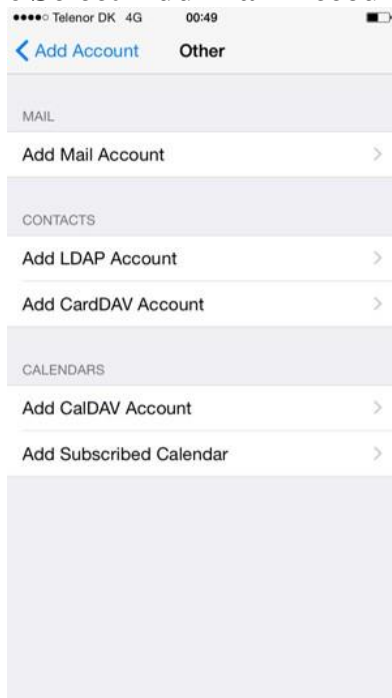 Telenor DK 4G 00:49
Add Account Other
MAIL
Add Mail Account
CONTACTS
Add LDAP Account
Add CardDAV Account
CALENDARS
Add CalDAV Account
Add Subscribed Calendar